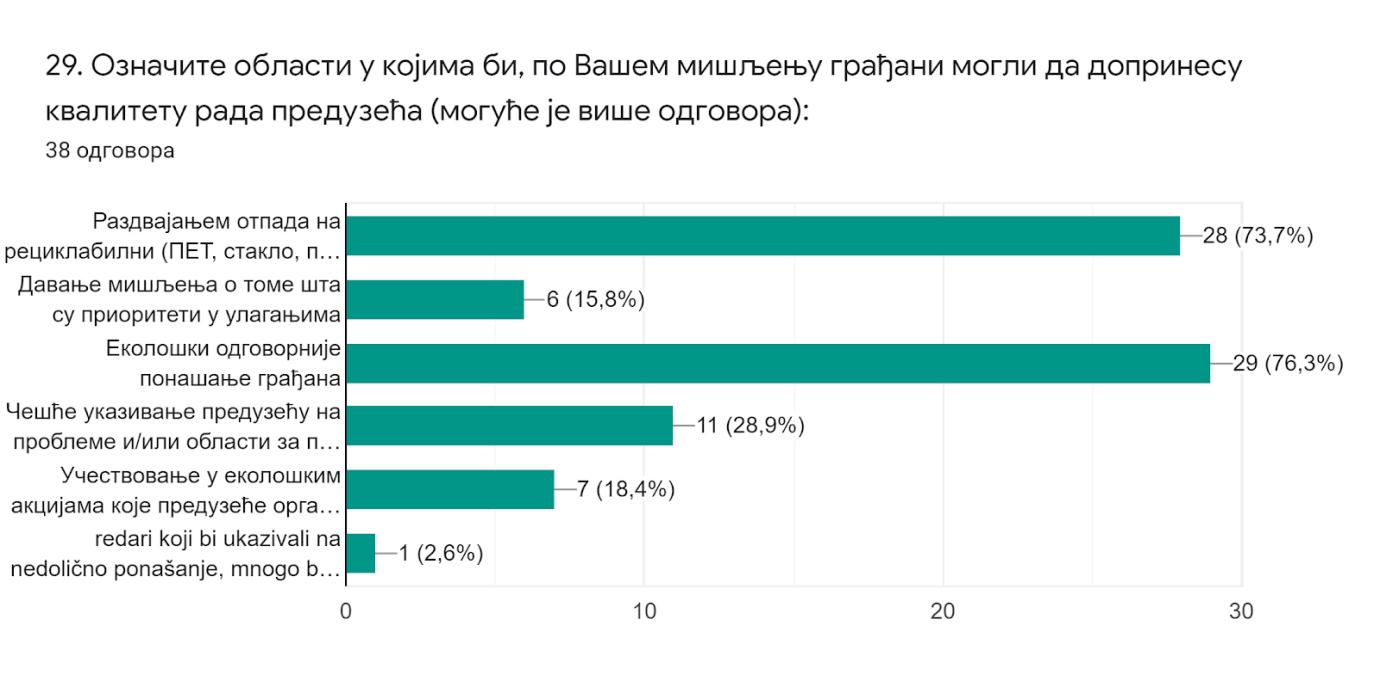 29. Означите области у којима би, по Вашем мишљењу грађани могли да допринесу
квалитету рада предузећа (могуће је више одговора):
38 одговора
Раздвајањем отпада на
рециклабилни (ПЕТ, стакло, п…
28 (73,7%)
Давање мишљења о томе шта
су приоритети у улагањима
6 (15,8%)
Еколошки одговорније
понашање грађана
29 (76,3%)
Чешће указивање предузећу на
проблеме и/или области за п…
11 (28,9%)
Учествовање у еколошким
акцијама које предузеће орга…
7 (18,4%)
redari koji bi ukazivali na
nedolično ponašanje, mnogo b…
1 (2,6%)
0 10 20 30